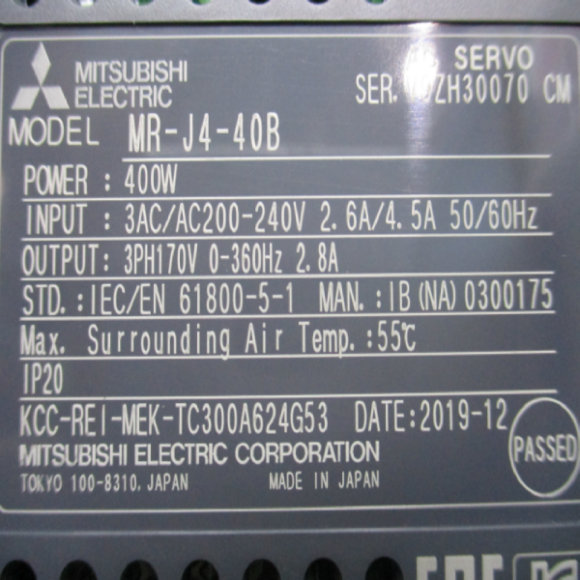 MITSUBISHI
ELECTRIC
SERVO
SER. ZH30070 CM
MODEL MR-J4-40B
POWER : 400W
INPUT : 3AC/AC200-240V 2.6A/4.5A 50/60Hz
OUTPUT: 3PH170V 0-360Hz 2.8A
STD. : IEC/EN 61800-5-1 MAN. : IB(NA)0300175
Max. Surrounding Air Temp. :55℃
IP20
KCC-REI-MEK-TC300A624G53 DATE:2019-12
MITSUBISHI ELECTRIC CORPORATION
PASSED
TOKYO 100-8310, JAPAN MADE IN JAPAN